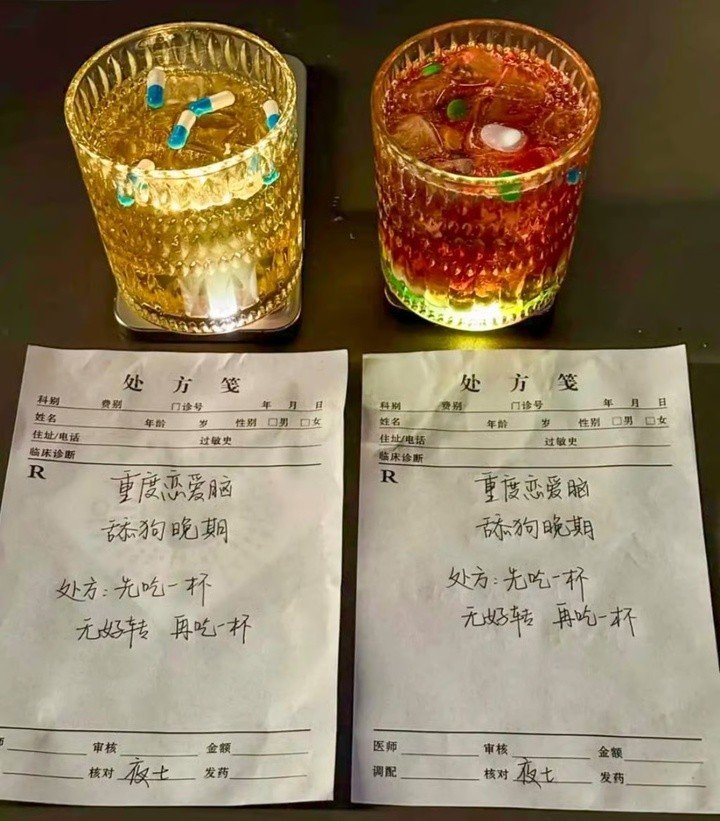 处方笺
科别 费别 门诊号 年 月 日
姓名 年龄 岁 性别 □男 □女
住址/电话 过敏史
临床诊断
R
重度恋爱脑
舔狗晚期
处方:先吃一杯
无好转 再吃一杯
师 审核 金额
核对 夜七 发药
处方笺
科别 费别 门诊号 年 月 日
姓名 年龄 岁 性别 □男 □女
住址/电话 过敏史
临床诊断
R
重度恋爱脑
舔狗晚期
处方:先吃一杯
无好转 再吃一杯
医师 审核 金额
调配 核对 夜七 发药